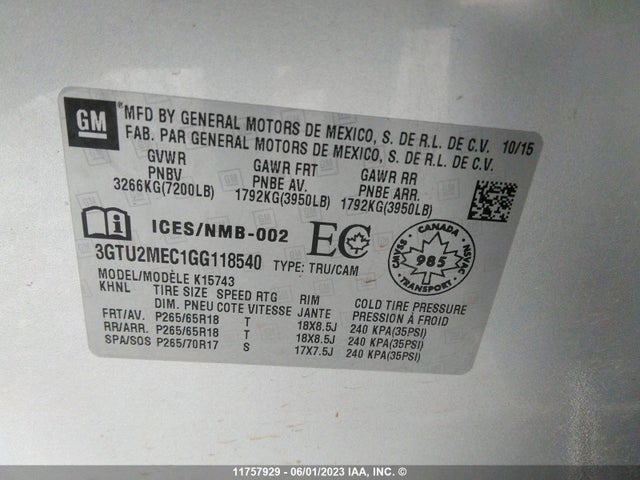 GM
MFD BY GENERAL MOTORS DE MEXICO, S. DE R.L. DE C.V. 10/15
FAB. PAR GENERAL MOTORS DE MEXICO, S. DE R.L. DE C.V.
GVWR GAWR FRT GAWR RR
PNBV PNBE AV. PNBE ARR.
3266KG(7200LB) 1792KG(3950LB) 1792KG(3950LB)
ICES/NMB-002 EC
CANADA
CMVSS 985 NSVAC
TRANSPORT
3GTU2MEC1GG118540 TYPE: TRU/CAM
MODEL/MODÈLE K15743
KHNL TIRE SIZE SPEED RTG RIM COLD TIRE PRESSURE
DIM. PNEU COTE VITESSE JANTE PRESSION À FROID
FRT/AV. P265/65R18 T 18X8.5J 240 KPA(35PSI)
RR/ARR. P265/65R18 T 18X8.5J 240 KPA(35PSI)
SPA/SOS P265/70R17 S 17X7.5J 240 KPA(35PSI)
11757929 - 06/01/2023 IAA, INC. ©